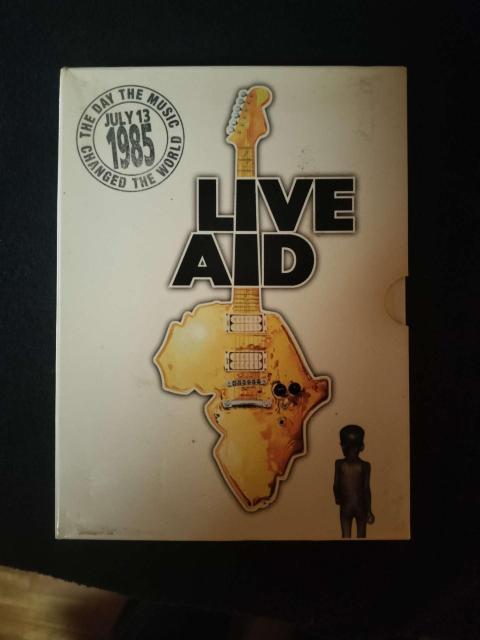 THE DAY THE MUSIC
JULY 13
1985
CHANGED THE WORLD
LIVE
AID